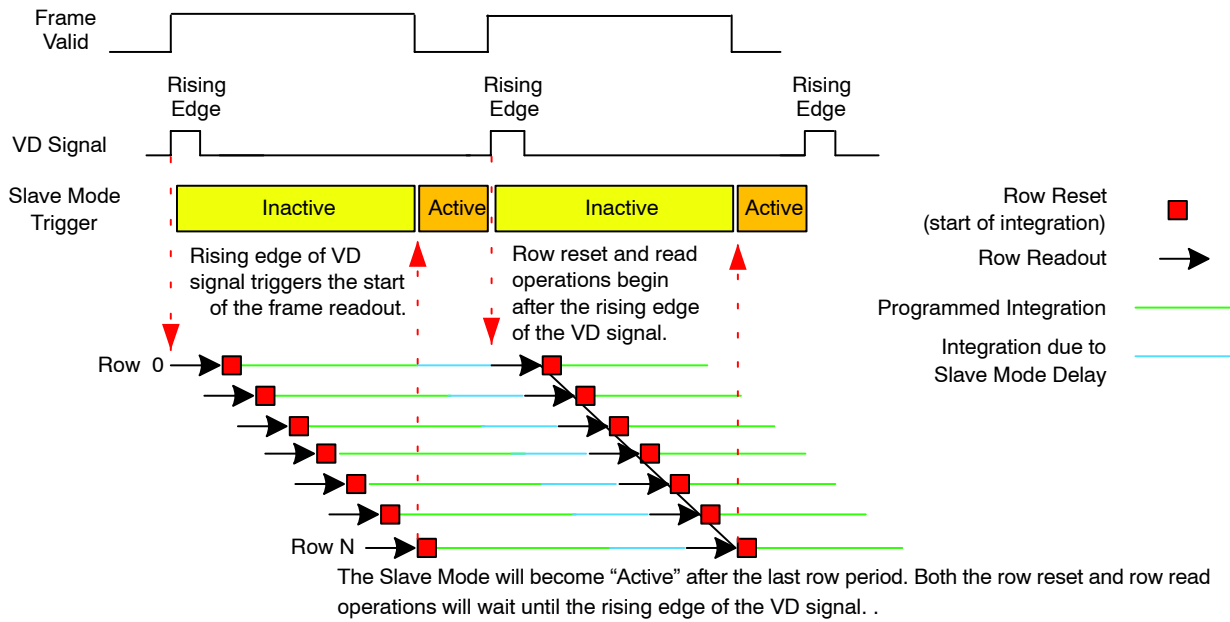 Frame
Valid
Rising
Edge
Rising
Edge
Rising
Edge
VD Signal
Slave Mode
Trigger
Inactive
Active
Inactive
Active
Rising edge of VD
signal triggers the start
of the frame readout.
Row reset and read
operations begin
after the rising edge
of the VD signal.
Row Reset
(start of integration)
Row Readout
Programmed Integration
Integration due to
Slave Mode Delay
Row 0
Row N
The Slave Mode will become “Active” after the last row period. Both the row reset and row read
operations will wait until the rising edge of the VD signal. .